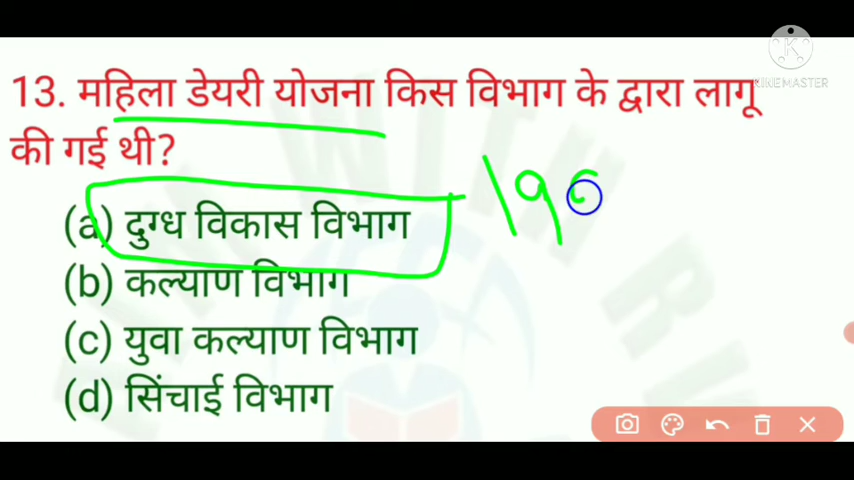 KINEMASTER
13. महिला डेयरी योजना किस विभाग के द्वारा लागू
की गई थी?
(a) दुग्ध विकास विभाग
(b) कल्याण विभाग
(c) युवा कल्याण विभाग
(d) सिंचाई विभाग